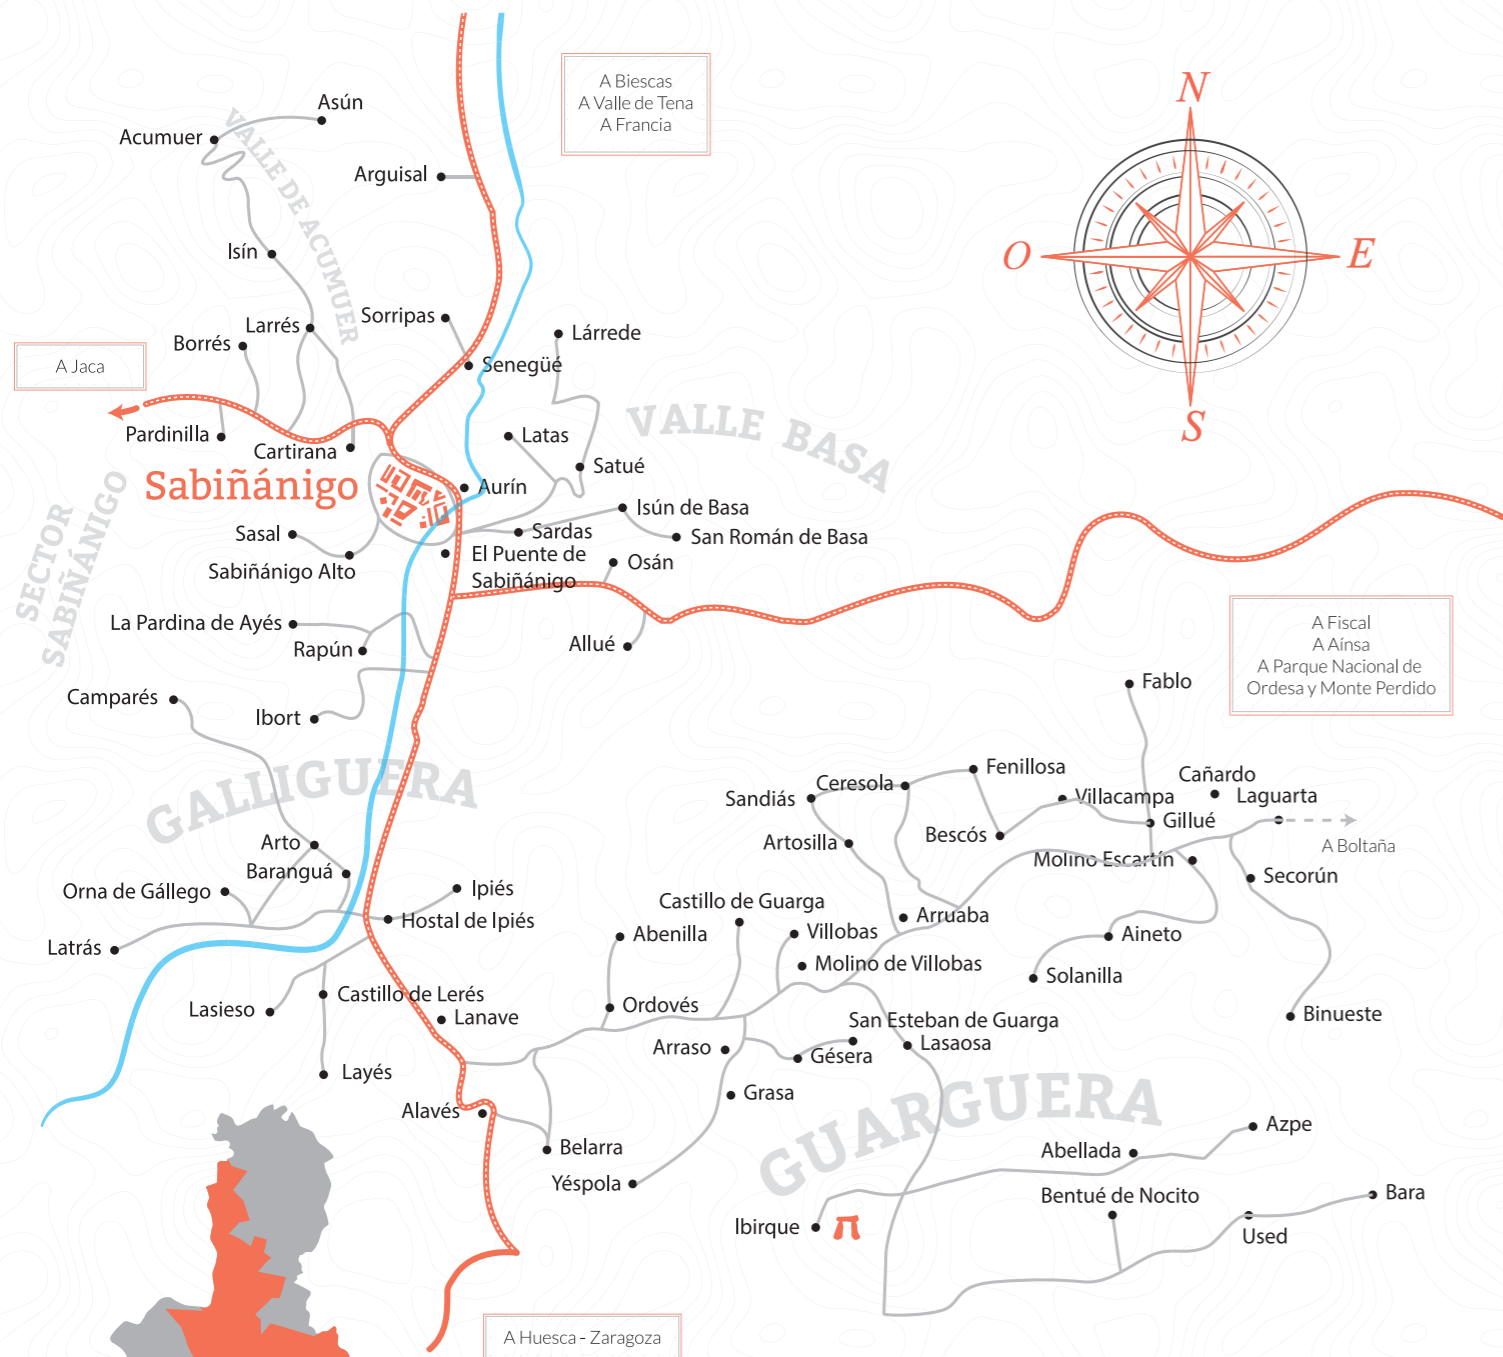 A Biescas
A Valle de Tena
A Francia
N
O
E
S
Asún
Acumuer
VALLE DE ACUMUER
Arguisal
Isín
Sorripas
Larrés
Borrés
Lárrede
Senegüé
A Jaca
Pardinilla
Cartirana
Latas
VALLE BASA
Satué
Sabiñánigo
Aurín
Isún de Basa
SECTOR
SABIÑÁNIGO
Sasal
Sardas
San Román de Basa
El Puente de
Sabiñánigo
Osán
Sabiñánigo Alto
La Pardina de Ayés
Rapún
Allué
A Fiscal
A Aínsa
A Parque Nacional de
Ordesa y Monte Perdido
Camparés
Ibort
Fablo
GALLIGUERA
Fenillosa
Cañardo
Ceresola
Sandiás
Villacampa
Laguarta
Gillué
Artosilla
Bescós
A Boltaña
Arto
Molino Escartín
Baranguá
Secorún
Orna de Gállego
Ipiés
Castillo de Guarga
Arruaba
Hostal de Ipiés
Abenilla
Villobas
Aineto
Latrás
Molino de Villobas
Solanilla
Castillo de Lerés
Lasieso
Ordovés
Lanave
San Esteban de Guarga
Binueste
Arraso
Gésera
Lasaosa
Layés
Grasa
GUARGUERA
Alavés
Azpe
Belarra
Abellada
Yéspola
Bentué de Nocito
Bara
Ibirque
Used
A Huesca - Zaragoza